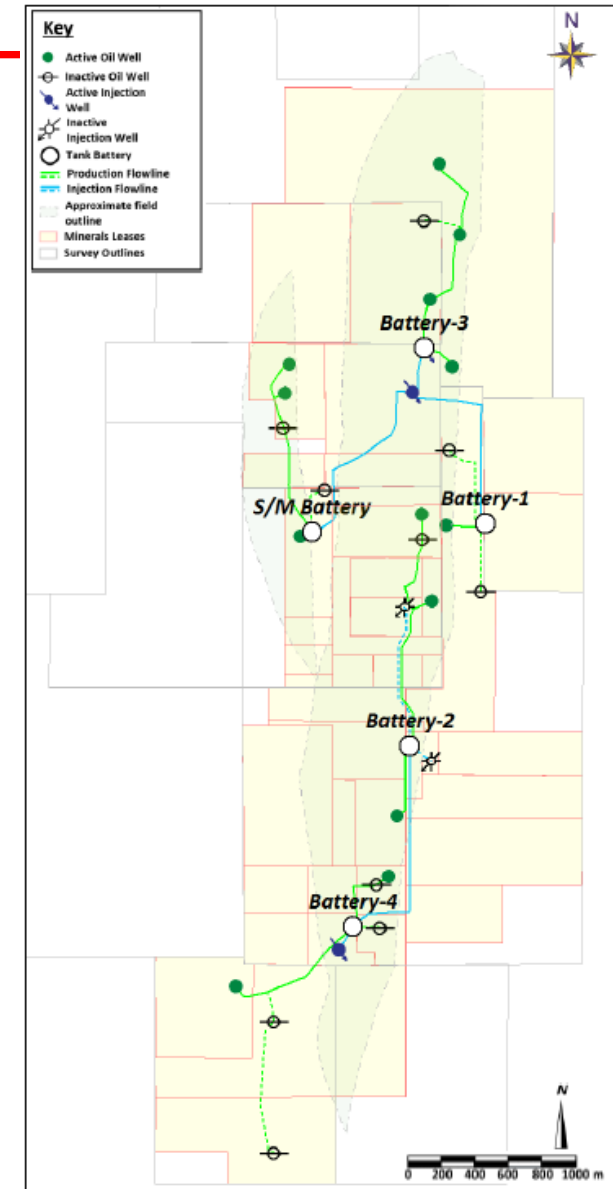 N
Key
Active Oil Well
Inactive Oil Well
Active Injection
Well
Inactive
Injection Well
Tank Battery
Production Flowline
Injection Flowline
Approximate field
outline
Minerals Leases
Survey Outlines
Battery-3
S/M Battery
Battery-1
Battery-2
Battery-4
N
0 200 400 600 800 1000 m